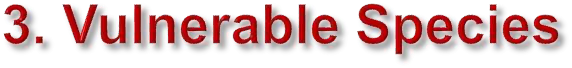 3. Vulnerable Species